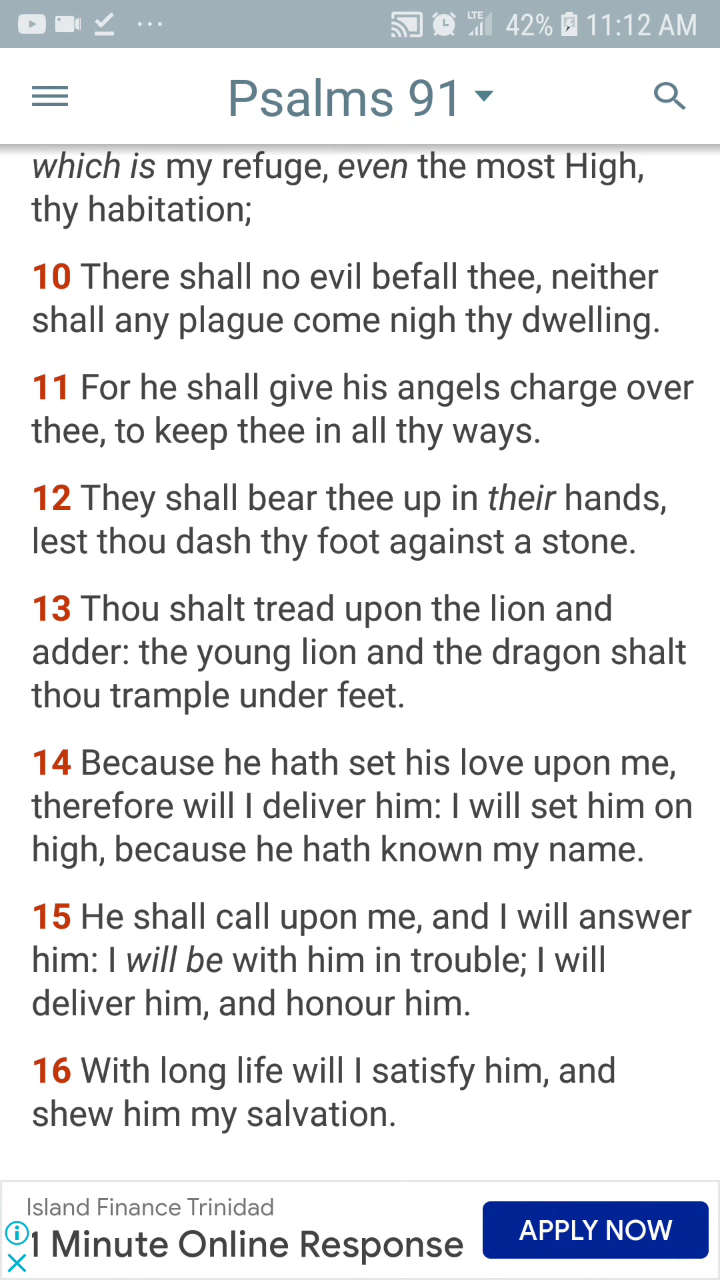 LTE 42% 11:12 AM
Psalms 91
which is my refuge, even the most High,
thy habitation;
10 There shall no evil befall thee, neither
shall any plague come nigh thy dwelling.
11 For he shall give his angels charge over
thee, to keep thee in all thy ways.
12 They shall bear thee up in their hands,
lest thou dash thy foot against a stone.
13 Thou shalt tread upon the lion and
adder: the young lion and the dragon shalt
thou trample under feet.
14 Because he hath set his love upon me,
therefore will I deliver him: I will set him on
high, because he hath known my name.
15 He shall call upon me, and I will answer
him: I will be with him in trouble; I will
deliver him, and honour him.
16 With long life will I satisfy him, and
shew him my salvation.
Island Finance Trinidad
1 Minute Online Response
APPLY NOW